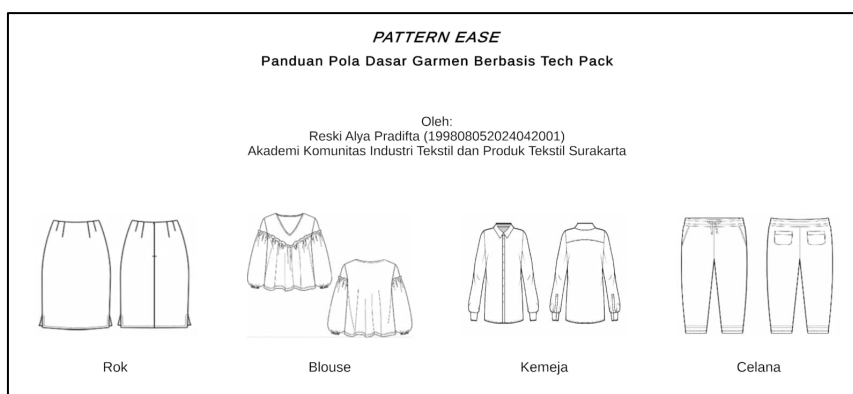 PATTERN EASE
Panduan Pola Dasar Garmen Berbasis Tech Pack
Oleh:
Reski Alya Pradifta (199808052024042001)
Akademi Komunitas Industri Tekstil dan Produk Tekstil Surakarta
Rok
Blouse
Kemeja
Celana